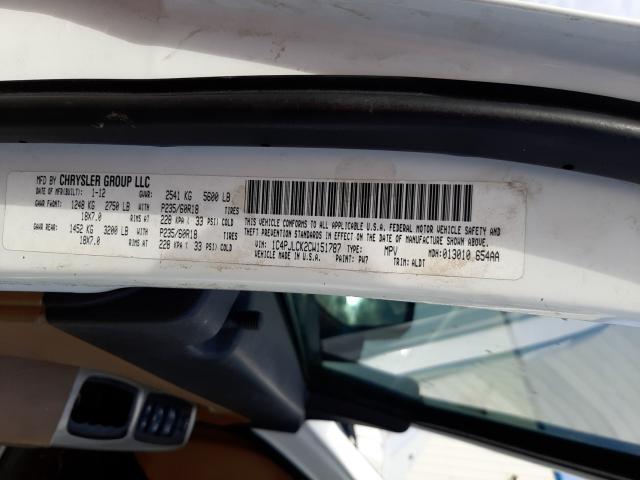 MFD BY CHRYSLER GROUP LLC
DATE OF MFR(BUILT): 1-12 GVWR: 2541 KG 5600 LB
GAWR FRONT: 1248 KG 2750 LB WITH P235/60R18 TIRES
18X7.0 RIMS AT 228 KPA ( 33 PSI) COLD
GAWR REAR: 1452 KG 3200 LB WITH P235/60R18 TIRES
18X7.0 RIMS AT 228 KPA ( 33 PSI) COLD
THIS VEHICLE CONFORMS TO ALL APPLICABLE U.S.A. FEDERAL MOTOR VEHICLE SAFETY AND
THEFT PREVENTION STANDARDS IN EFFECT ON THE DATE OF MANUFACTURE SHOWN ABOVE.
VIN: 1C4PJLCK2CW151787 TYPE: MPV MDH: 013010 654AA
VEHICLE MADE IN U.S.A. PAINT: PW7 TRIM: ALDT